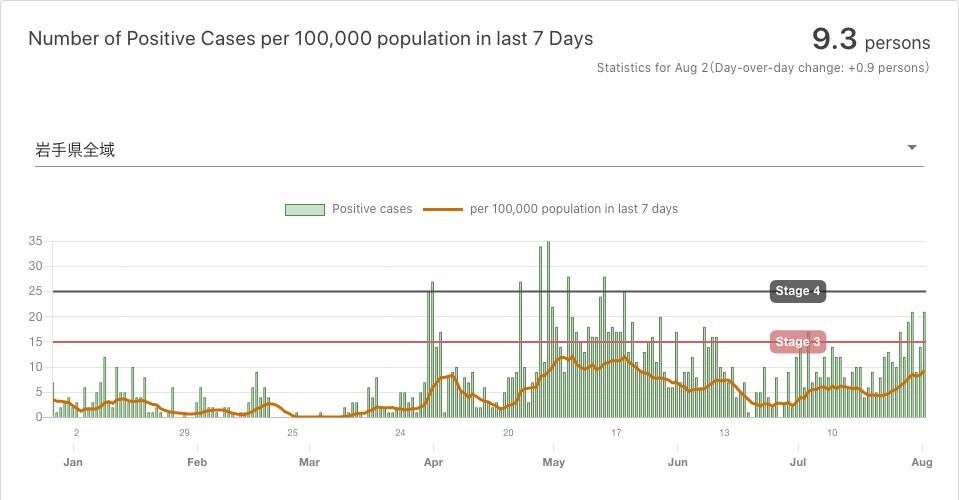 Number of Positive Cases per 100,000 population in last 7 Days
9.3 persons
Statistics for Aug 2(Day-over-day change: +0.9 persons)
岩手県全域
Positive cases
per 100,000 population in last 7 days
35
30
25
20
15
10
5
0
Stage 4
Stage 3
2 29 25 24 20 17 13 10
Jan Feb Mar Apr May Jun Jul Aug